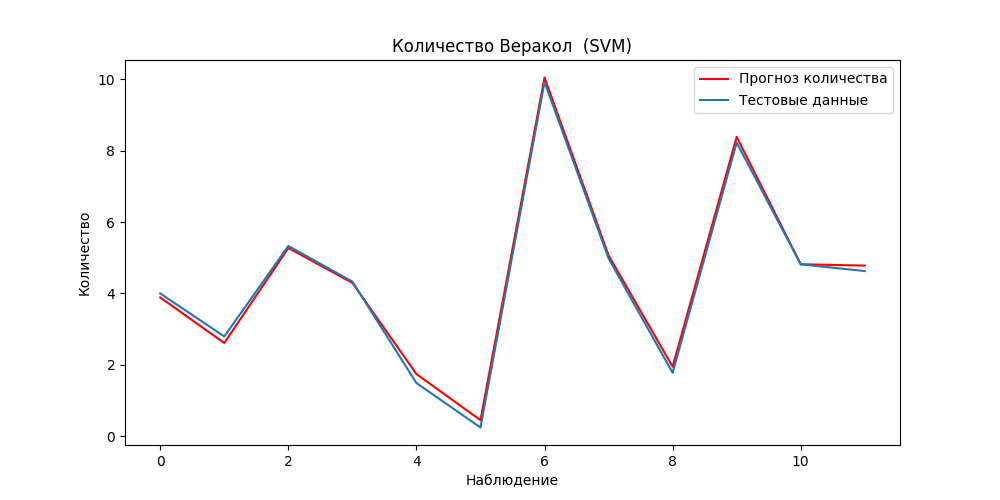 Количество Веракол  (SVM)
Прогноз количества
Тестовые данные
Количество
10
8
6
4
2
0
0 2 4 6 8 10
Наблюдение